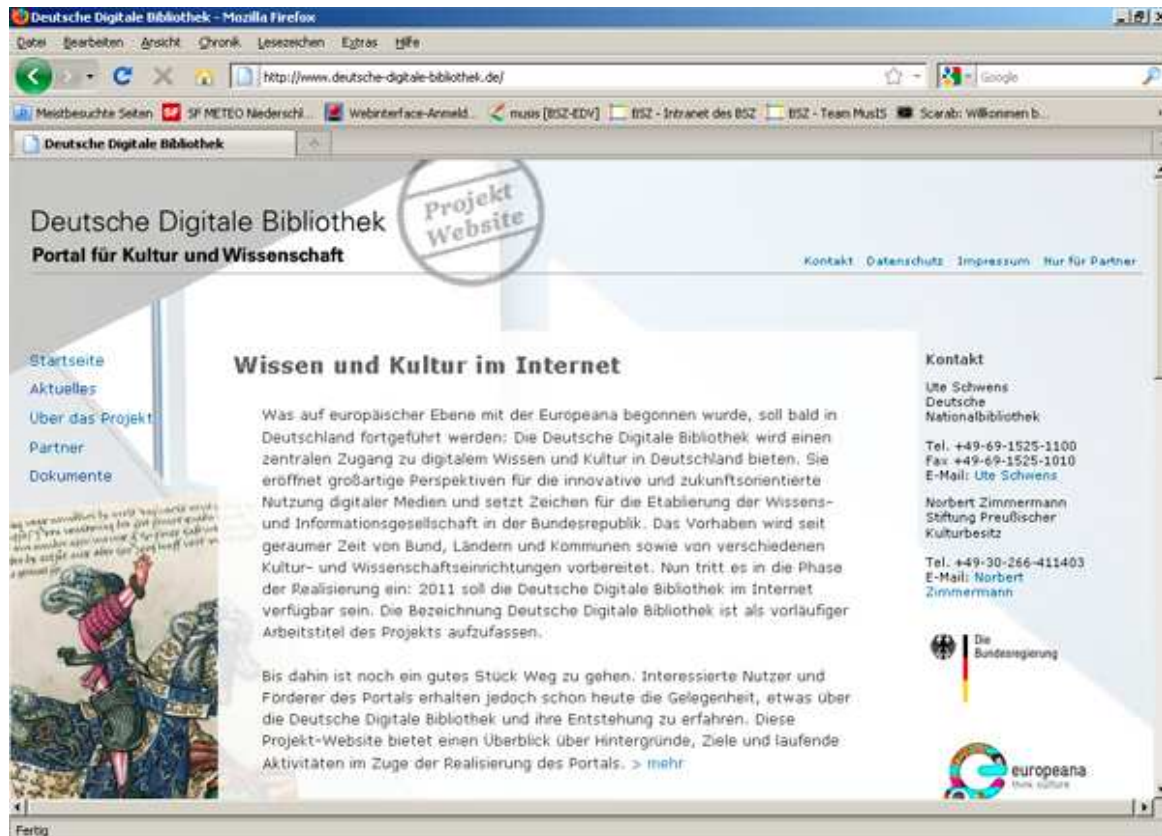 Deutsche Digitale Bibliothek - Mozilla Firefox
Datei Bearbeiten Ansicht Chronik Lesezeichen Extras Hilfe
http://www.deutsche-digitale-bibliothek.de/
Google
Meistbesuchte Seiten SF METEO Niederschl... Webinterface-Anmeld... musis [BSZ-EDV] BSZ - Intranet des BSZ BSZ - Team MusIS Scarab: Willkommen b...
Deutsche Digitale Bibliothek
Projekt
Website
Deutsche Digitale Bibliothek
Portal für Kultur und Wissenschaft
Kontakt Datenschutz Impressum Nur für Partner
Startseite
Aktuelles
Über das Projekt
Partner
Dokumente
Wissen und Kultur im Internet
Was auf europäischer Ebene mit der Europeana begonnen wurde, soll bald in
Deutschland fortgeführt werden: Die Deutsche Digitale Bibliothek wird einen
zentralen Zugang zu digitalem Wissen und Kultur in Deutschland bieten. Sie
eröffnet großartige Perspektiven für die innovative und zukunftsorientierte
Nutzung digitaler Medien und setzt Zeichen für die Etablierung der Wissens-
und Informationsgesellschaft in der Bundesrepublik. Das Vorhaben wird seit
geraumer Zeit von Bund, Ländern und Kommunen sowie von verschiedenen
Kultur- und Wissenschaftseinrichtungen vorbereitet. Nun tritt es in die Phase
der Realisierung ein: 2011 soll die Deutsche Digitale Bibliothek im Internet
verfügbar sein. Die Bezeichnung Deutsche Digitale Bibliothek ist als vorläufiger
Arbeitstitel des Projekts aufzufassen.
Bis dahin ist noch ein gutes Stück Weg zu gehen. Interessierte Nutzer und
Förderer des Portals erhalten jedoch schon heute die Gelegenheit, etwas über
die Deutsche Digitale Bibliothek und ihre Entstehung zu erfahren. Diese
Projekt-Website bietet einen Überblick über Hintergründe, Ziele und laufende
Aktivitäten im Zuge der Realisierung des Portals. > mehr
Kontakt
Ute Schwens
Deutsche
Nationalbibliothek
Tel. +49-69-1525-1100
Fax +49-69-1525-1010
E-Mail: Ute Schwens
Norbert Zimmermann
Stiftung Preußischer
Kulturbesitz
Tel. +49-30-266-411403
E-Mail: Norbert
Zimmermann
Die
Bundesregierung
europeana
think culture
Fertig